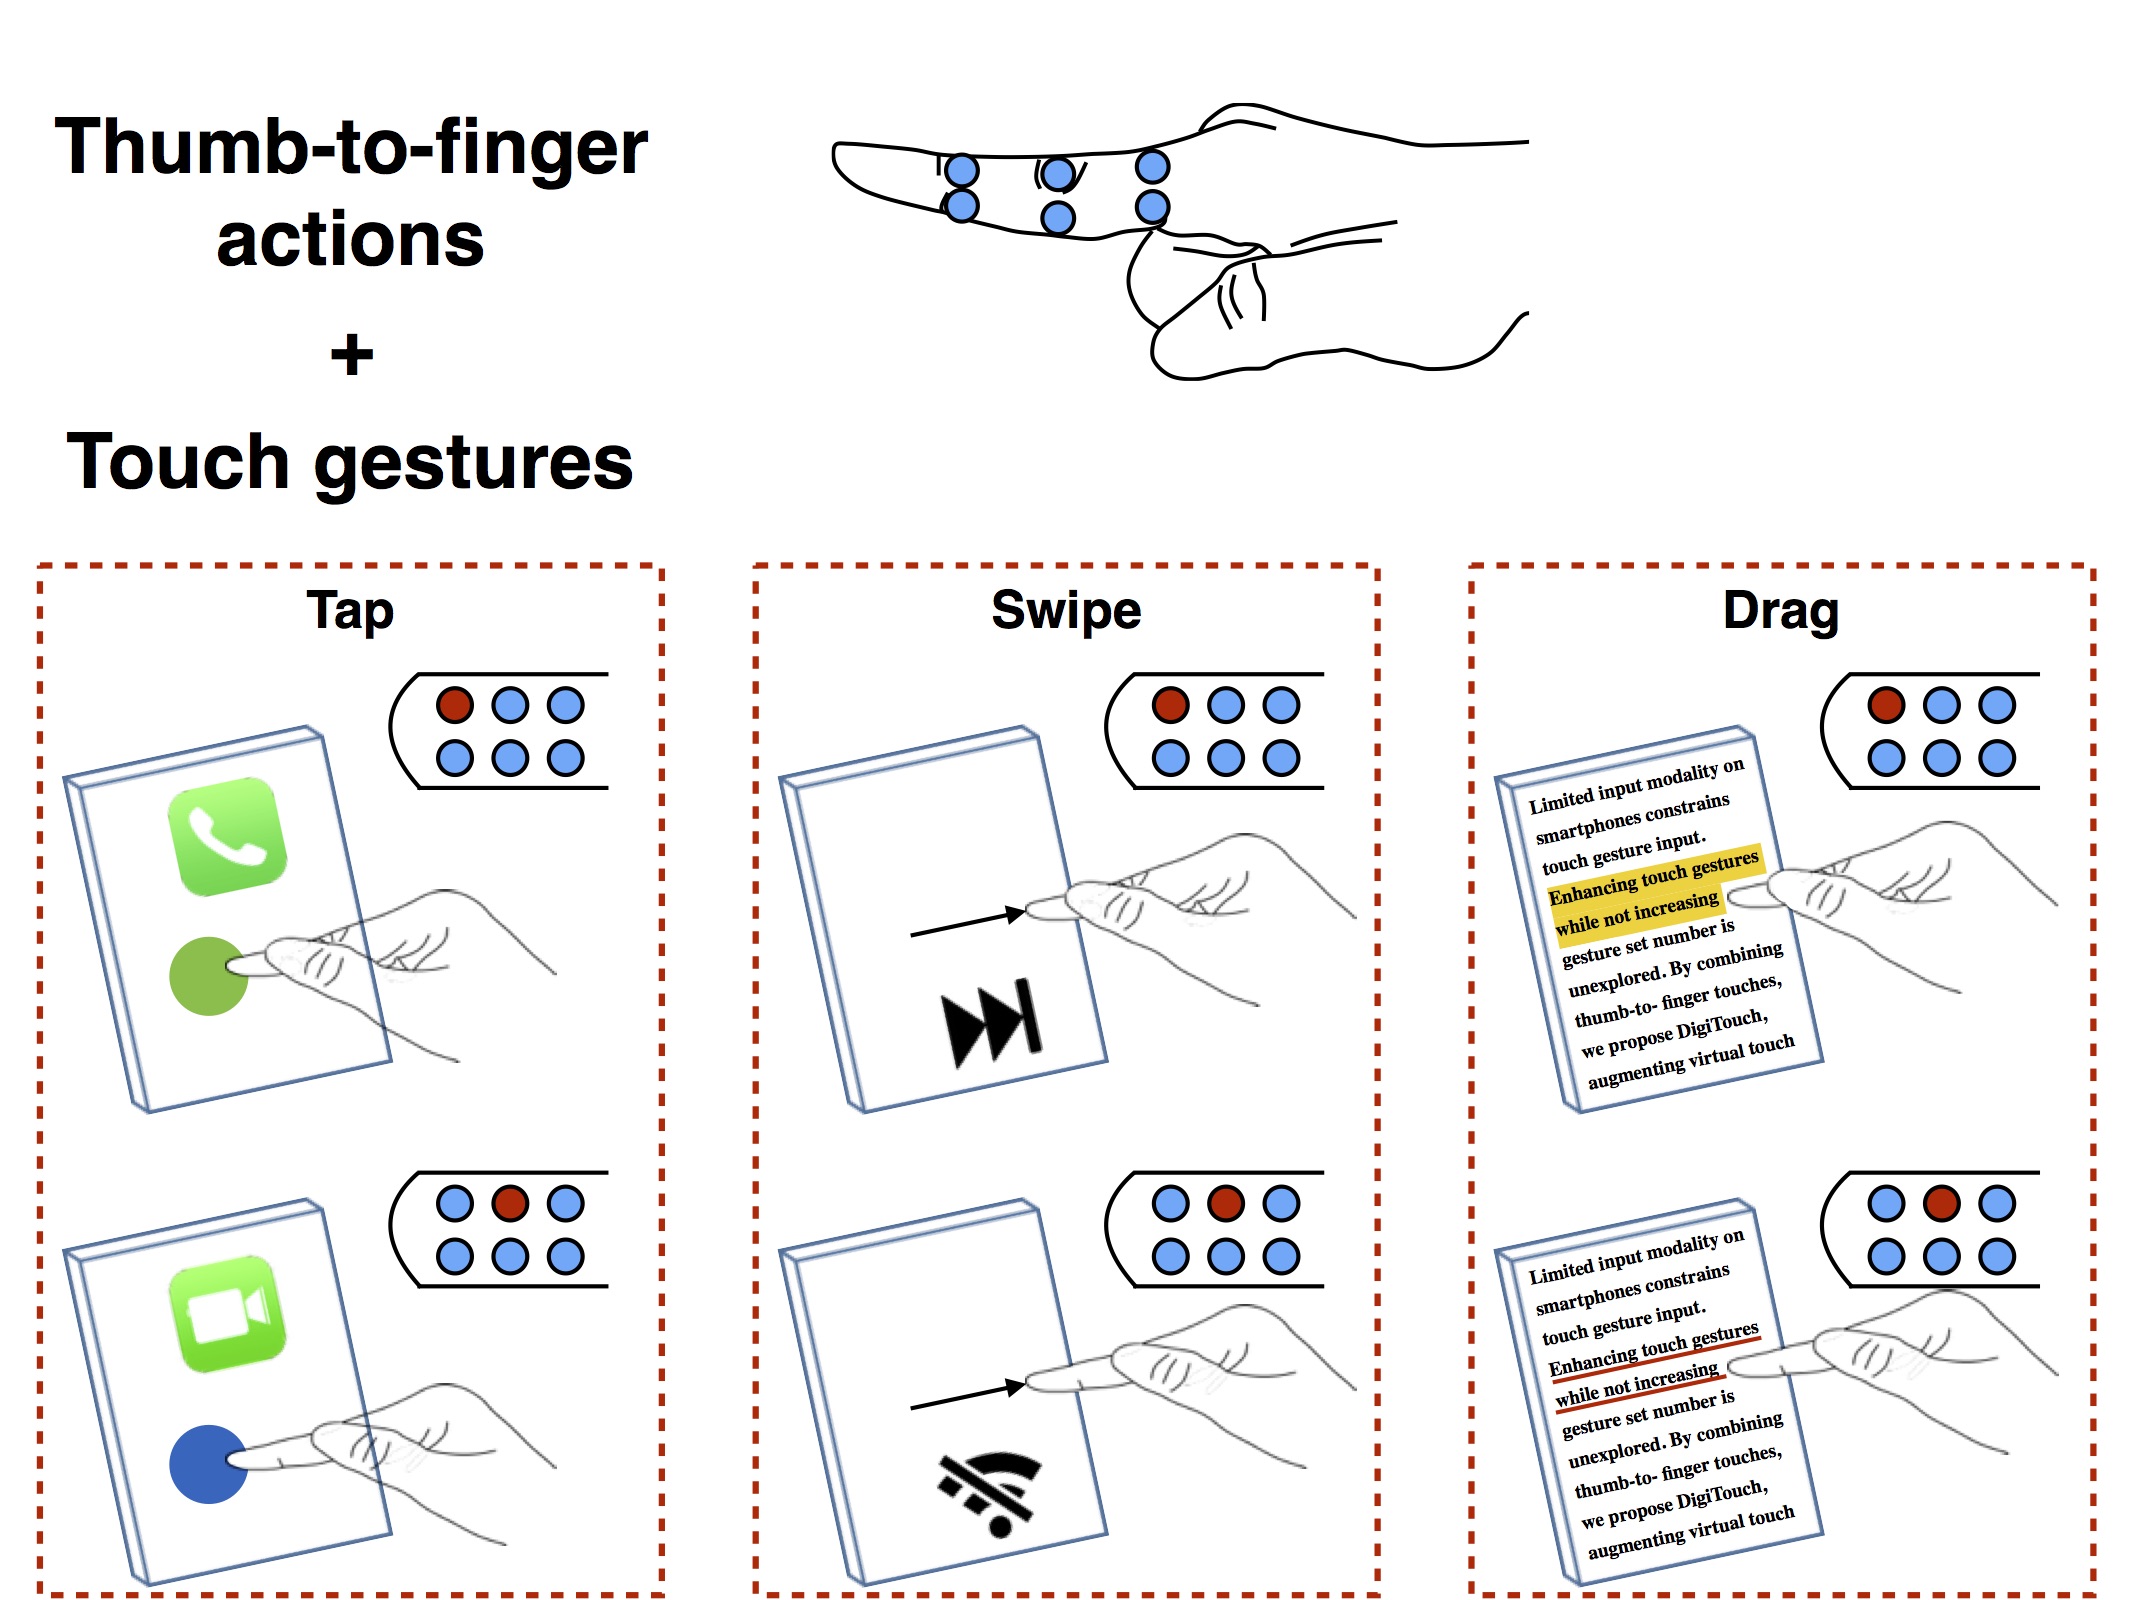 Thumb-to-finger
actions
+
Touch gestures
Tap
Swipe
Drag
Limited input modality on
smartphones constrains
touch gesture input.
Enhancing touch gestures
while not increasing
gesture set number is
unexplored. By combining
thumb-to- finger touches,
we propose DigiTouch,
augmenting virtual touch
Limited input modality on
smartphones constrains
touch gesture input.
Enhancing touch gestures
while not increasing
gesture set number is
unexplored. By combining
thumb-to- finger touches,
we propose DigiTouch,
augmenting virtual touch